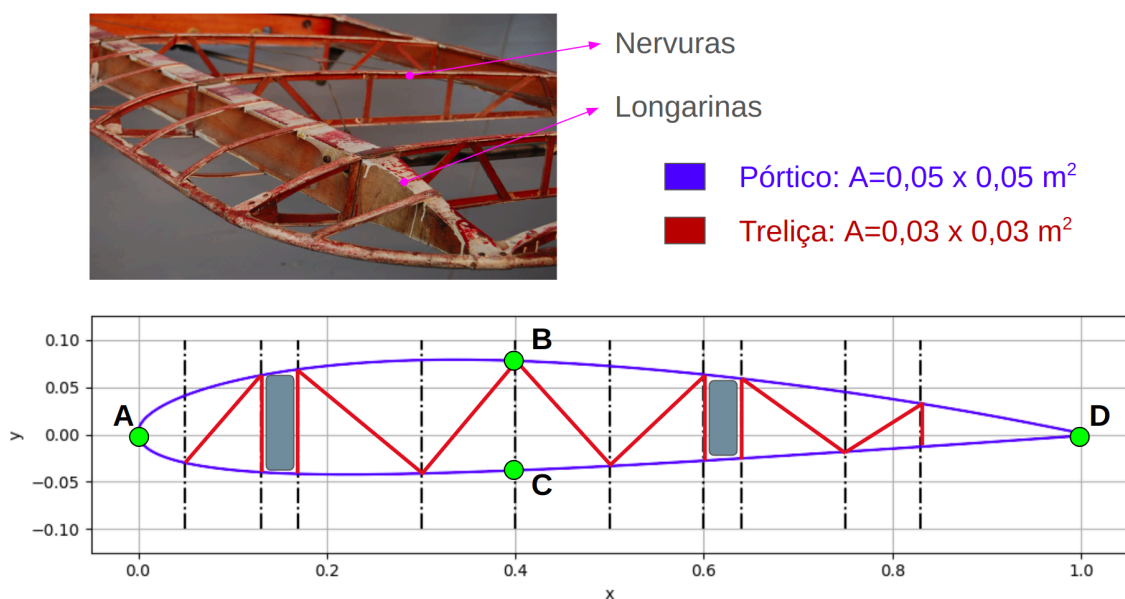 Nervuras
Longarinas
Pórtico: A=0,05 x 0,05 m²
Treliça: A=0,03 x 0,03 m²
0.10
0.05
0.00
−0.05
−0.10
y
A
B
C
D
0.0
0.2
0.4
0.6
0.8
1.0
x